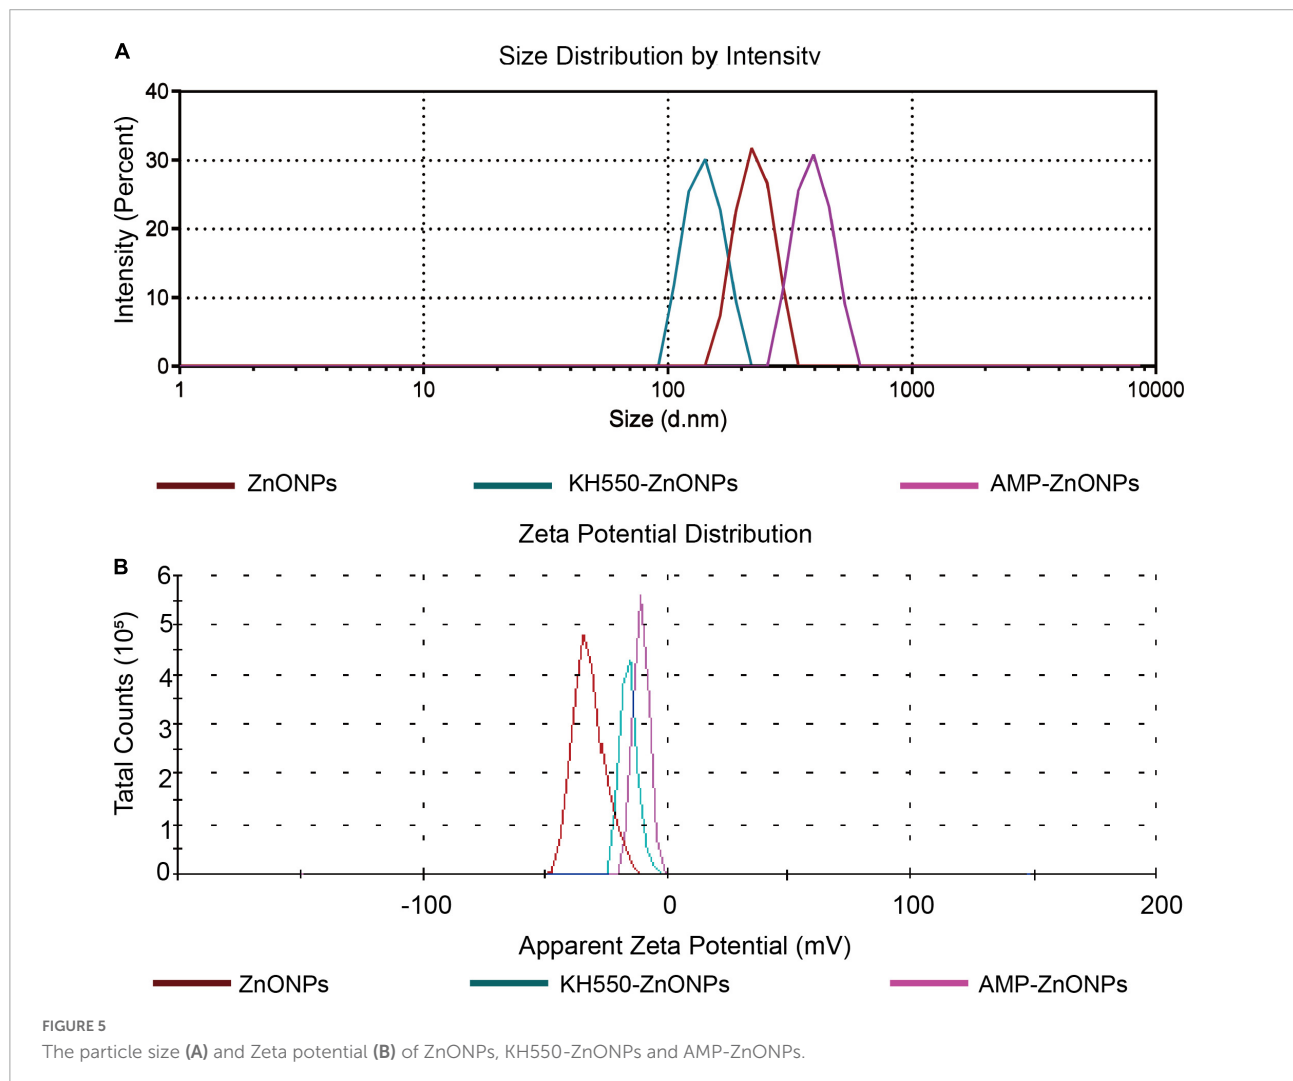 A
Size Distribution by Intensitv
40
30
20
10
0
Intensity (Percent)
1 10 100 1000 10000
Size (d.nm)
ZnONPs KH550-ZnONPs AMP-ZnONPs
Zeta Potential Distribution
B
6
5
4
3
2
1
0
Tatal Counts (10⁵)
-100 0 100 200
Apparent Zeta Potential (mV)
ZnONPs KH550-ZnONPs AMP-ZnONPs
FIGURE 5
The particle size (A) and Zeta potential (B) of ZnONPs, KH550-ZnONPs and AMP-ZnONPs.